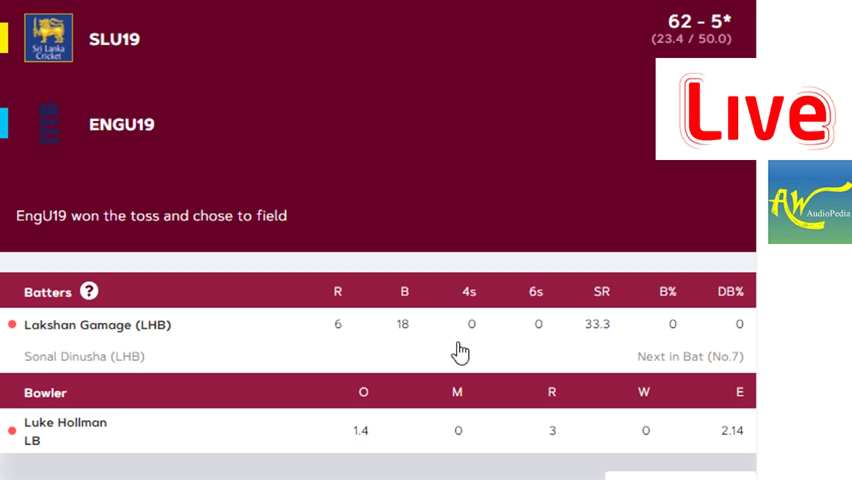 SLU19
62 - 5*
(23.4 / 50.0)
Sri Lanka
Cricket
Live
ENGU19
AW
AudioPedia
EngU19 won the toss and chose to field
Batters ? R B 4s 6s SR B% DB%
Lakshan Gamage (LHB) 6 18 0 0 33.3 0 0
Sonal Dinusha (LHB) Next in Bat (No.7)
Bowler O M R W E
Luke Hollman 1.4 0 3 0 2.14
LB